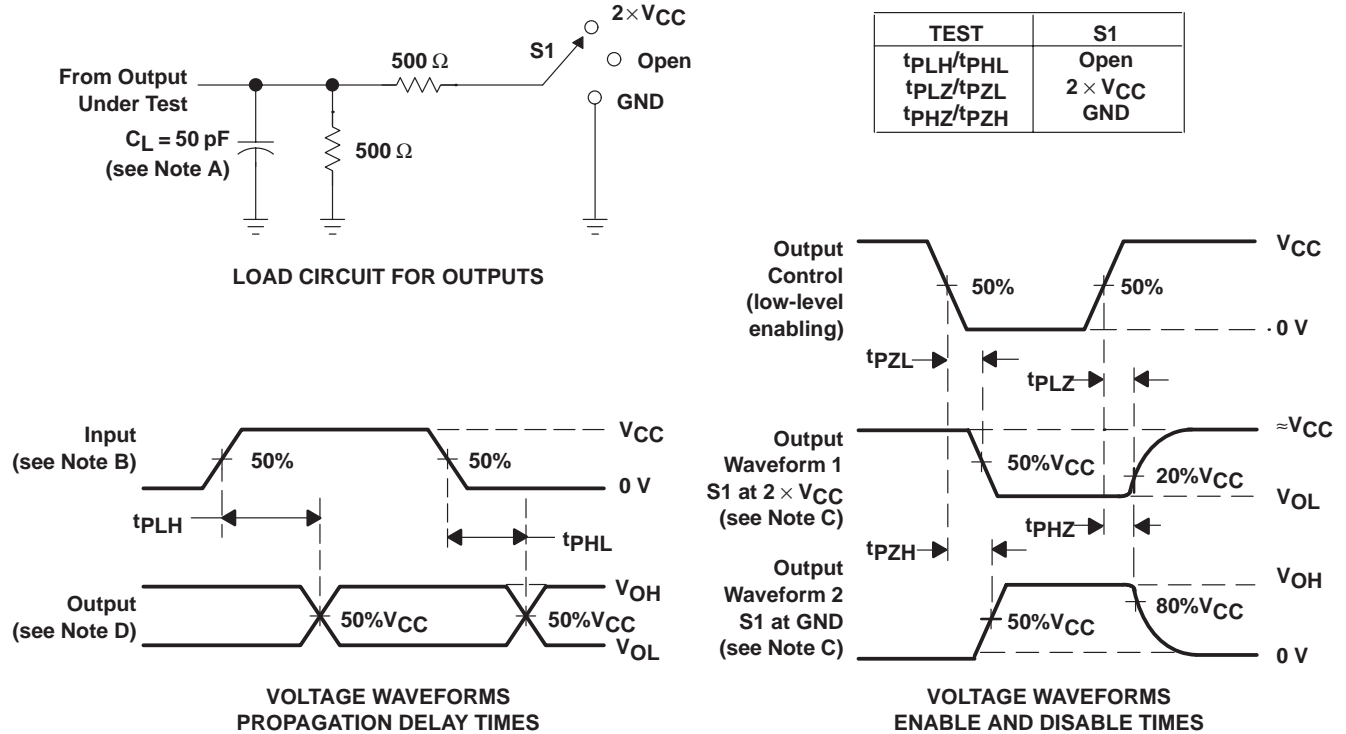 2 × VCC
S1
500 Ω
Open
From Output
Under Test
GND
CL = 50 pF
(see Note A)
500 Ω
LOAD CIRCUIT FOR OUTPUTS
TEST S1
tPLH/tPHL Open
tPLZ/tPZL 2 × VCC
tPHZ/tPZH GND
Input
(see Note B)
50%
50%
VCC
0 V
tPLH
tPHL
Output
(see Note D)
50%VCC
50%VCC
VOH
VOL
VOLTAGE WAVEFORMS
PROPAGATION DELAY TIMES
Output
Control
(low-level
enabling)
50%
50%
VCC
0 V
tPZL
tPLZ
Output
Waveform 1
S1 at 2 × VCC
(see Note C)
50%VCC
20%VCC
≈VCC
VOL
tPHZ
tPZH
Output
Waveform 2
S1 at GND
(see Note C)
50%VCC
80%VCC
VOH
0 V
VOLTAGE WAVEFORMS
ENABLE AND DISABLE TIMES